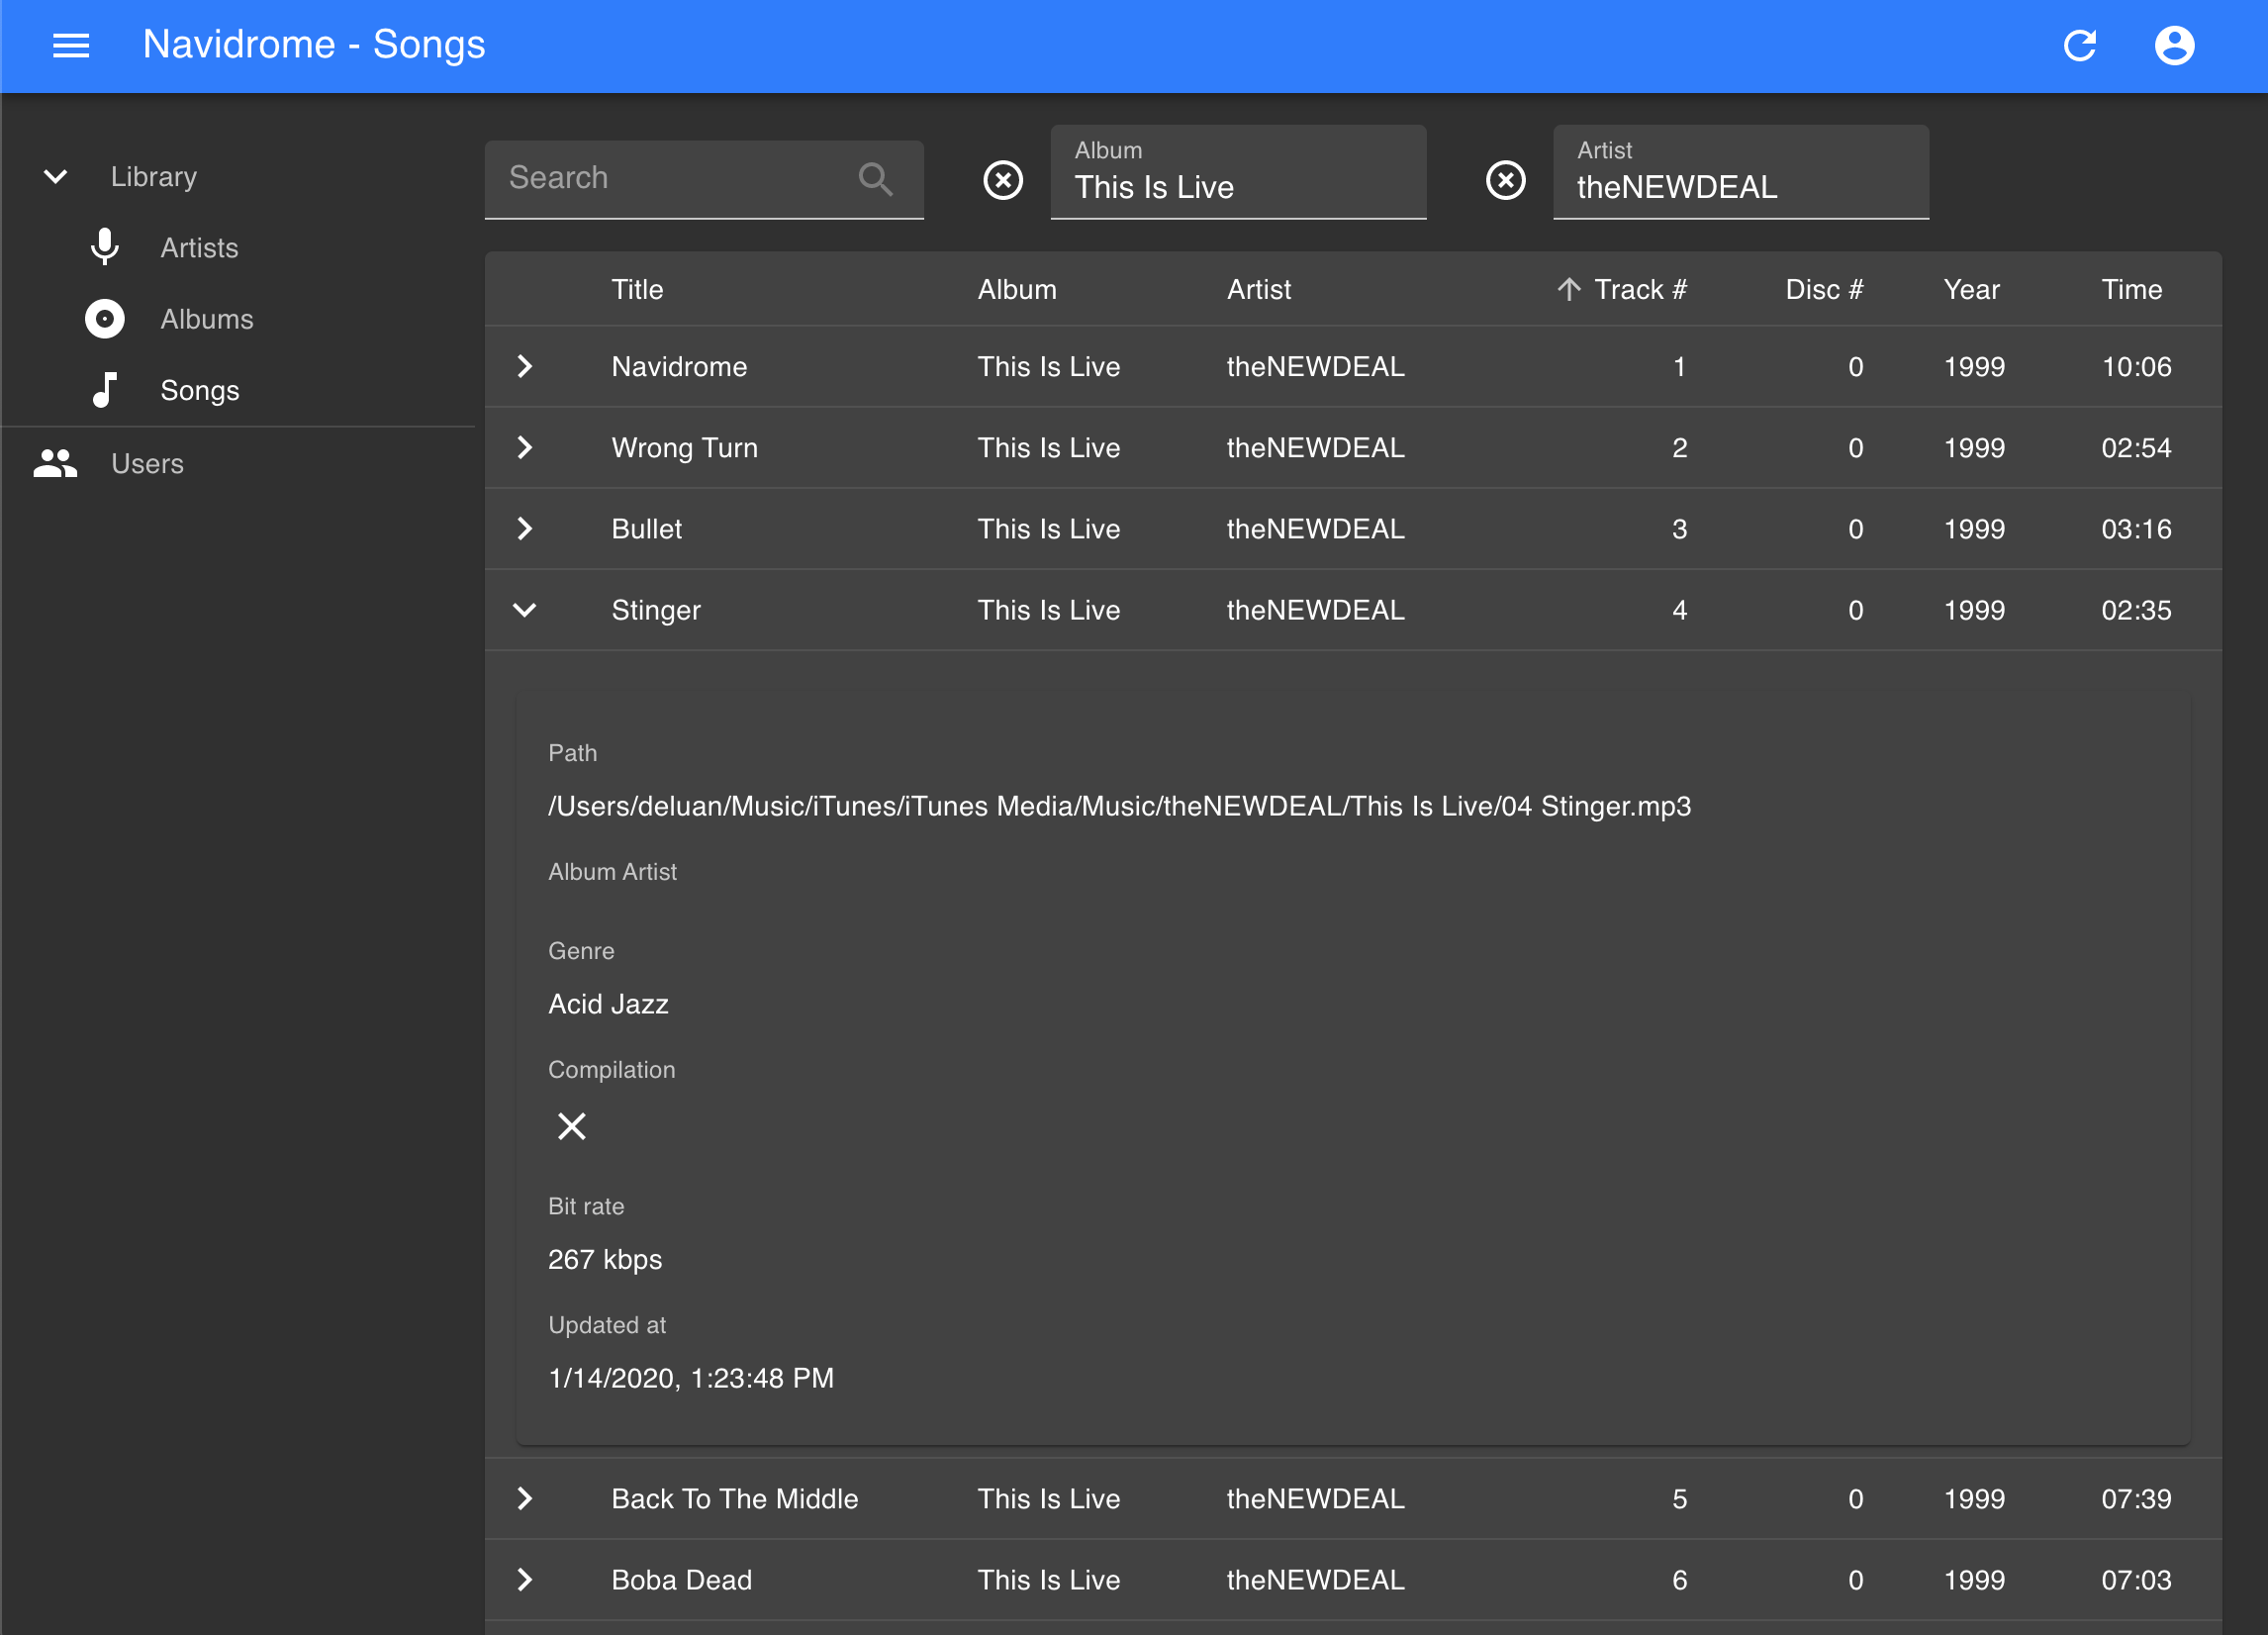 Navidrome - Songs
Library
Artists
Albums
Songs
Users
Search
Album
This Is Live
Artist
theNEWDEAL
Title Album Artist Track # Disc # Year Time
Navidrome This Is Live theNEWDEAL 1 0 1999 10:06
Wrong Turn This Is Live theNEWDEAL 2 0 1999 02:54
Bullet This Is Live theNEWDEAL 3 0 1999 03:16
Stinger This Is Live theNEWDEAL 4 0 1999 02:35
Path
/Users/deluan/Music/iTunes/iTunes Media/Music/theNEWDEAL/This Is Live/04 Stinger.mp3
Album Artist
Genre
Acid Jazz
Compilation
Bit rate
267 kbps
Updated at
1/14/2020, 1:23:48 PM
Back To The Middle This Is Live theNEWDEAL 5 0 1999 07:39
Boba Dead This Is Live theNEWDEAL 6 0 1999 07:03